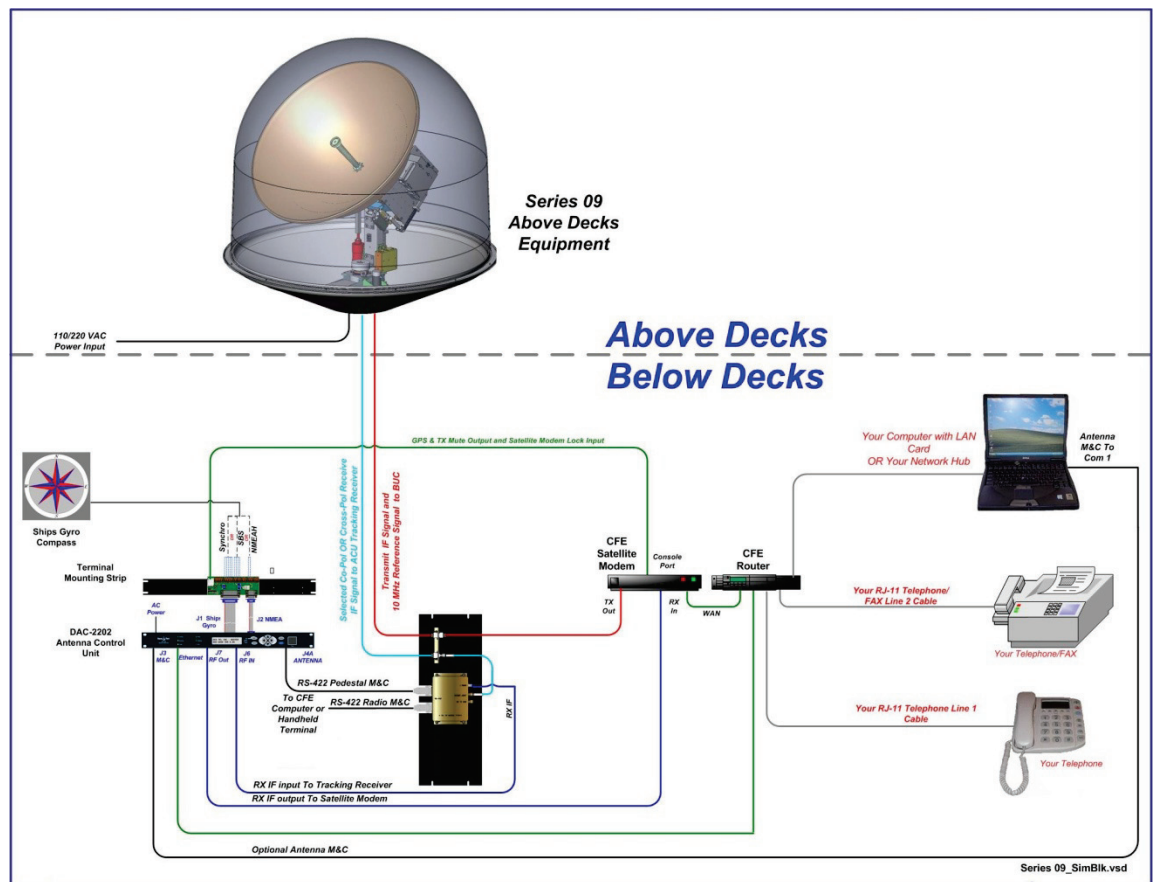 Series 09
Above Decks
Equipment
110/220 VAC
Power Input
Above Decks
Below Decks
GPS & TX Mute Output and Satellite Modem Lock Input
Selected Co-Pol OR Cross-Pol Receive
IF Signal to ACU Tracking Receiver
Transmit IF Signal and
10 MHz Reference Signal to BUC
Your Computer with LAN
Card
OR Your Network Hub
Antenna
M&C To
Com 1
Ships Gyro
Compass
Synchro
OR
SBS
OR
NMEAH
Terminal
Mounting Strip
CFE
Satellite
Modem
Console
Port
CFE
Router
TX
Out
RX
In
WAN
AC
Power
J1 Ship
Gyro
J2 NMEA
DAC-2202
Antenna Control
Unit
J3
M&C
Ethernet
J7
RF Out
J6
RF IN
J4A
ANTENNA
Your RJ-11 Telephone/
FAX Line 2 Cable
Your Telephone/FAX
RS-422 Pedestal M&C
To CFE
Computer or
Handheld
Terminal
RS-422 Radio M&C
RX IF
Your RJ-11 Telephone Line 1
Cable
Your Telephone
RX IF input To Tracking Receiver
RX IF output To Satellite Modem
Optional Antenna M&C
Series 09_SimBlk.vsd